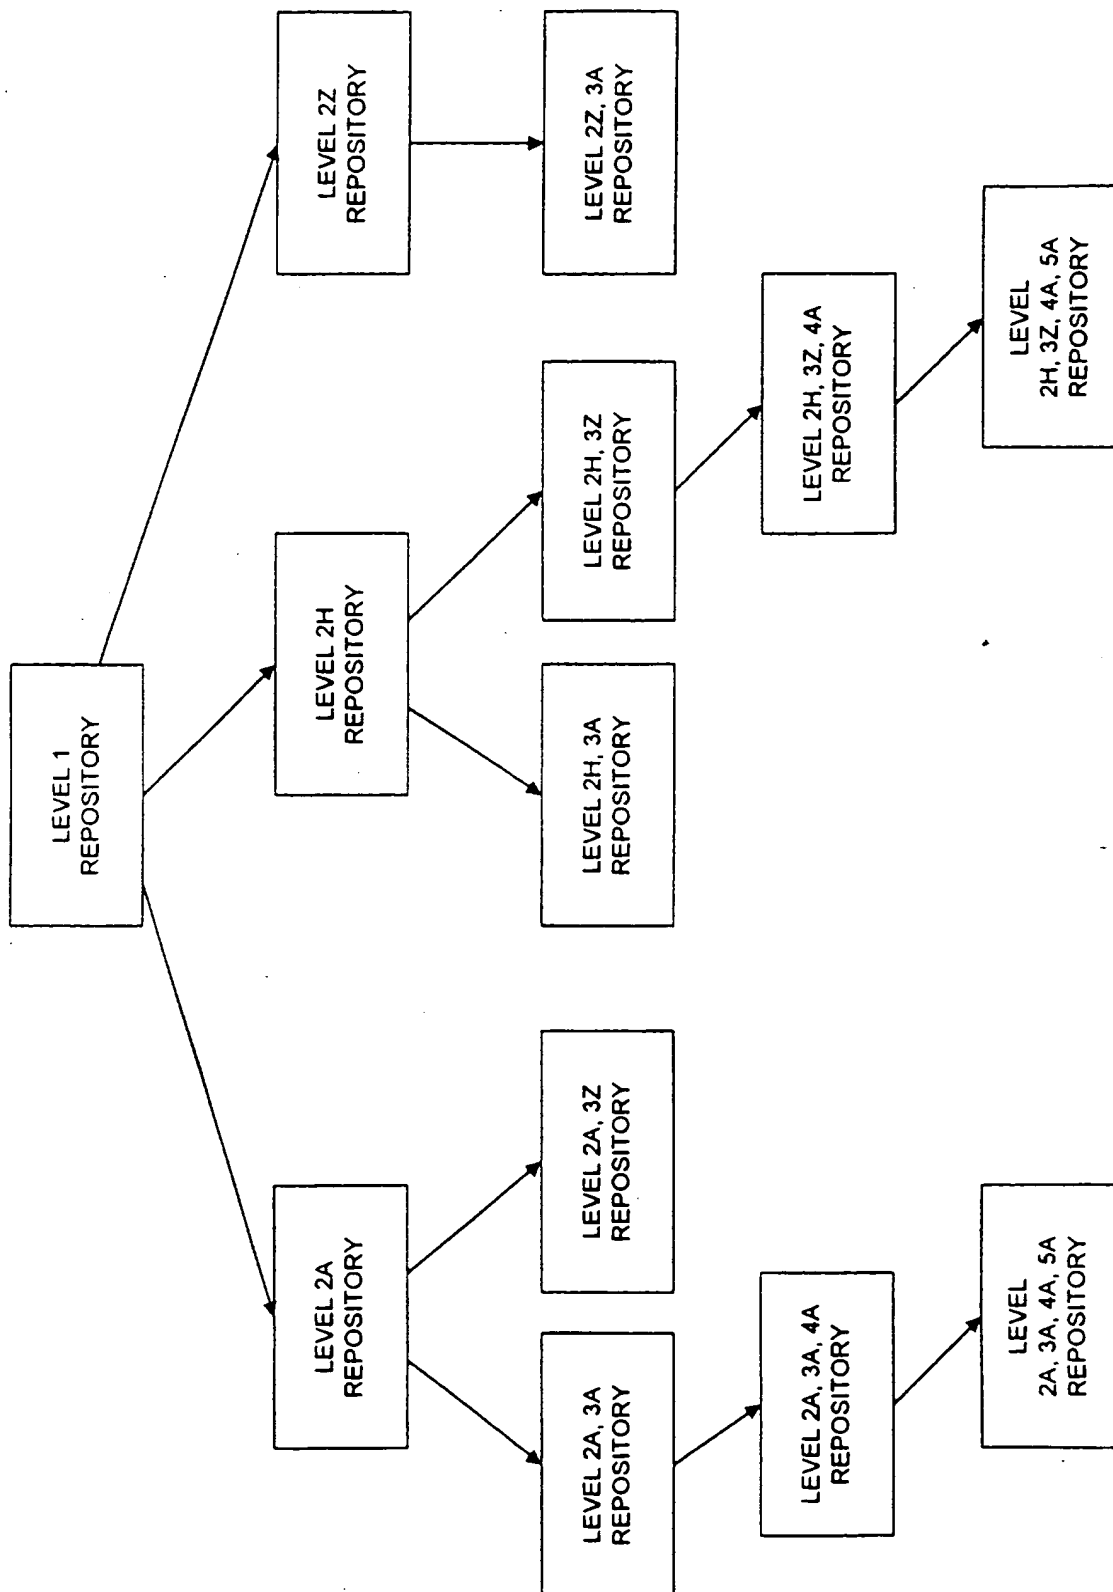 LEVEL 1
REPOSITORY
LEVEL 2A
REPOSITORY
LEVEL 2H
REPOSITORY
LEVEL 2Z
REPOSITORY
LEVEL 2A, 3A
REPOSITORY
LEVEL 2A, 3Z
REPOSITORY
LEVEL 2H, 3A
REPOSITORY
LEVEL 2H, 3Z
REPOSITORY
LEVEL 2Z, 3A
REPOSITORY
LEVEL 2A, 3A, 4A
REPOSITORY
LEVEL 2H, 3Z, 4A
REPOSITORY
LEVEL
2A, 3A, 4A, 5A
REPOSITORY
LEVEL
2H, 3Z, 4A, 5A
REPOSITORY